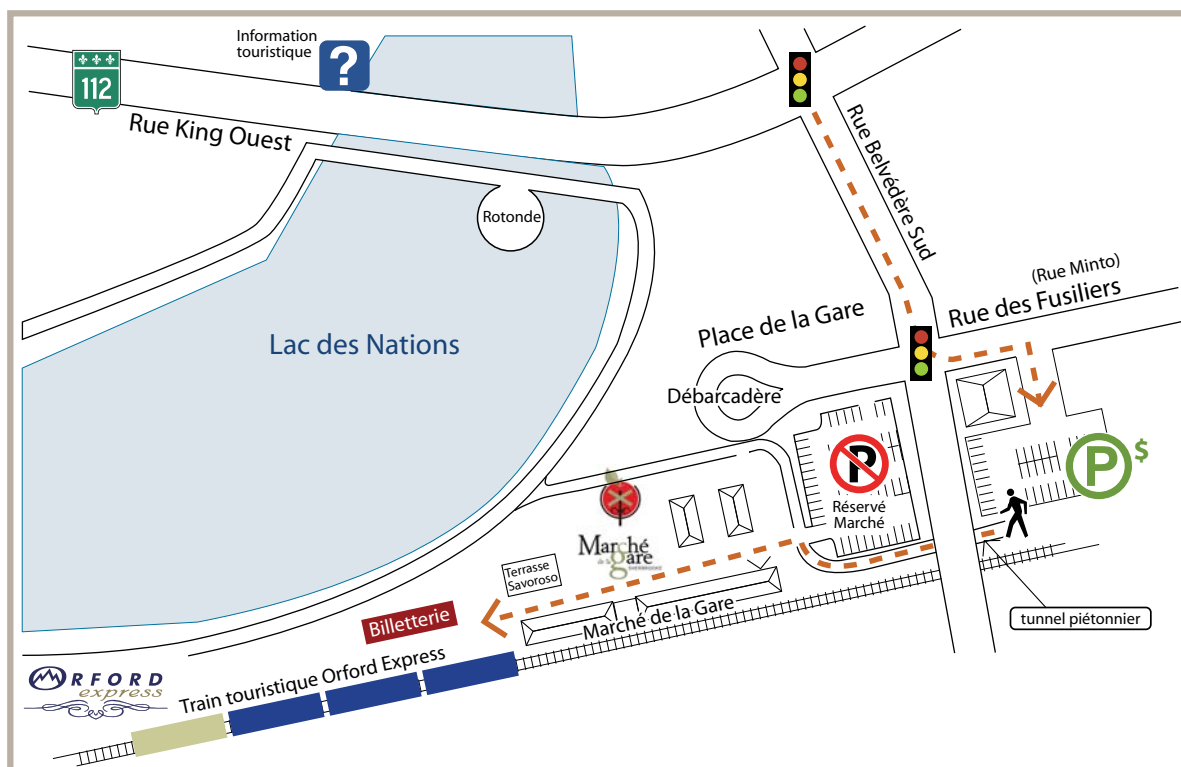 Information
touristique
?
112
Rue King Ouest
Rue Belvédère Sud
Rotonde
(Rue Minto)
Rue des Fusiliers
Place de la Gare
Lac des Nations
Débarcadère
P
P$
Réservé
Marché
Marché
de la gare
SHERBROOKE
Terrasse
Savoroso
Billetterie
Marché de la Gare
tunnel piétonnier
Train touristique Orford Express
ORFORD
express